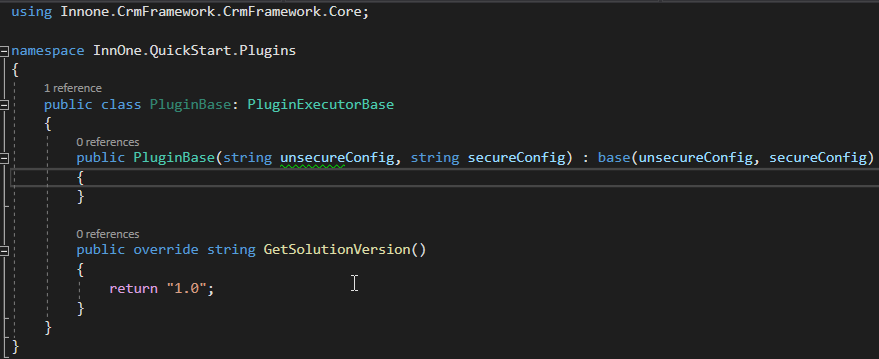 using Innone.CrmFramework.CrmFramework.Core;
namespace InnOne.QuickStart.Plugins
{
1 reference
public class PluginBase: PluginExecutorBase
{
0 references
public PluginBase(string unsecureConfig, string secureConfig) : base(unsecureConfig, secureConfig)
{
}
0 references
public override string GetSolutionVersion()
{
return "1.0";
}
}
}